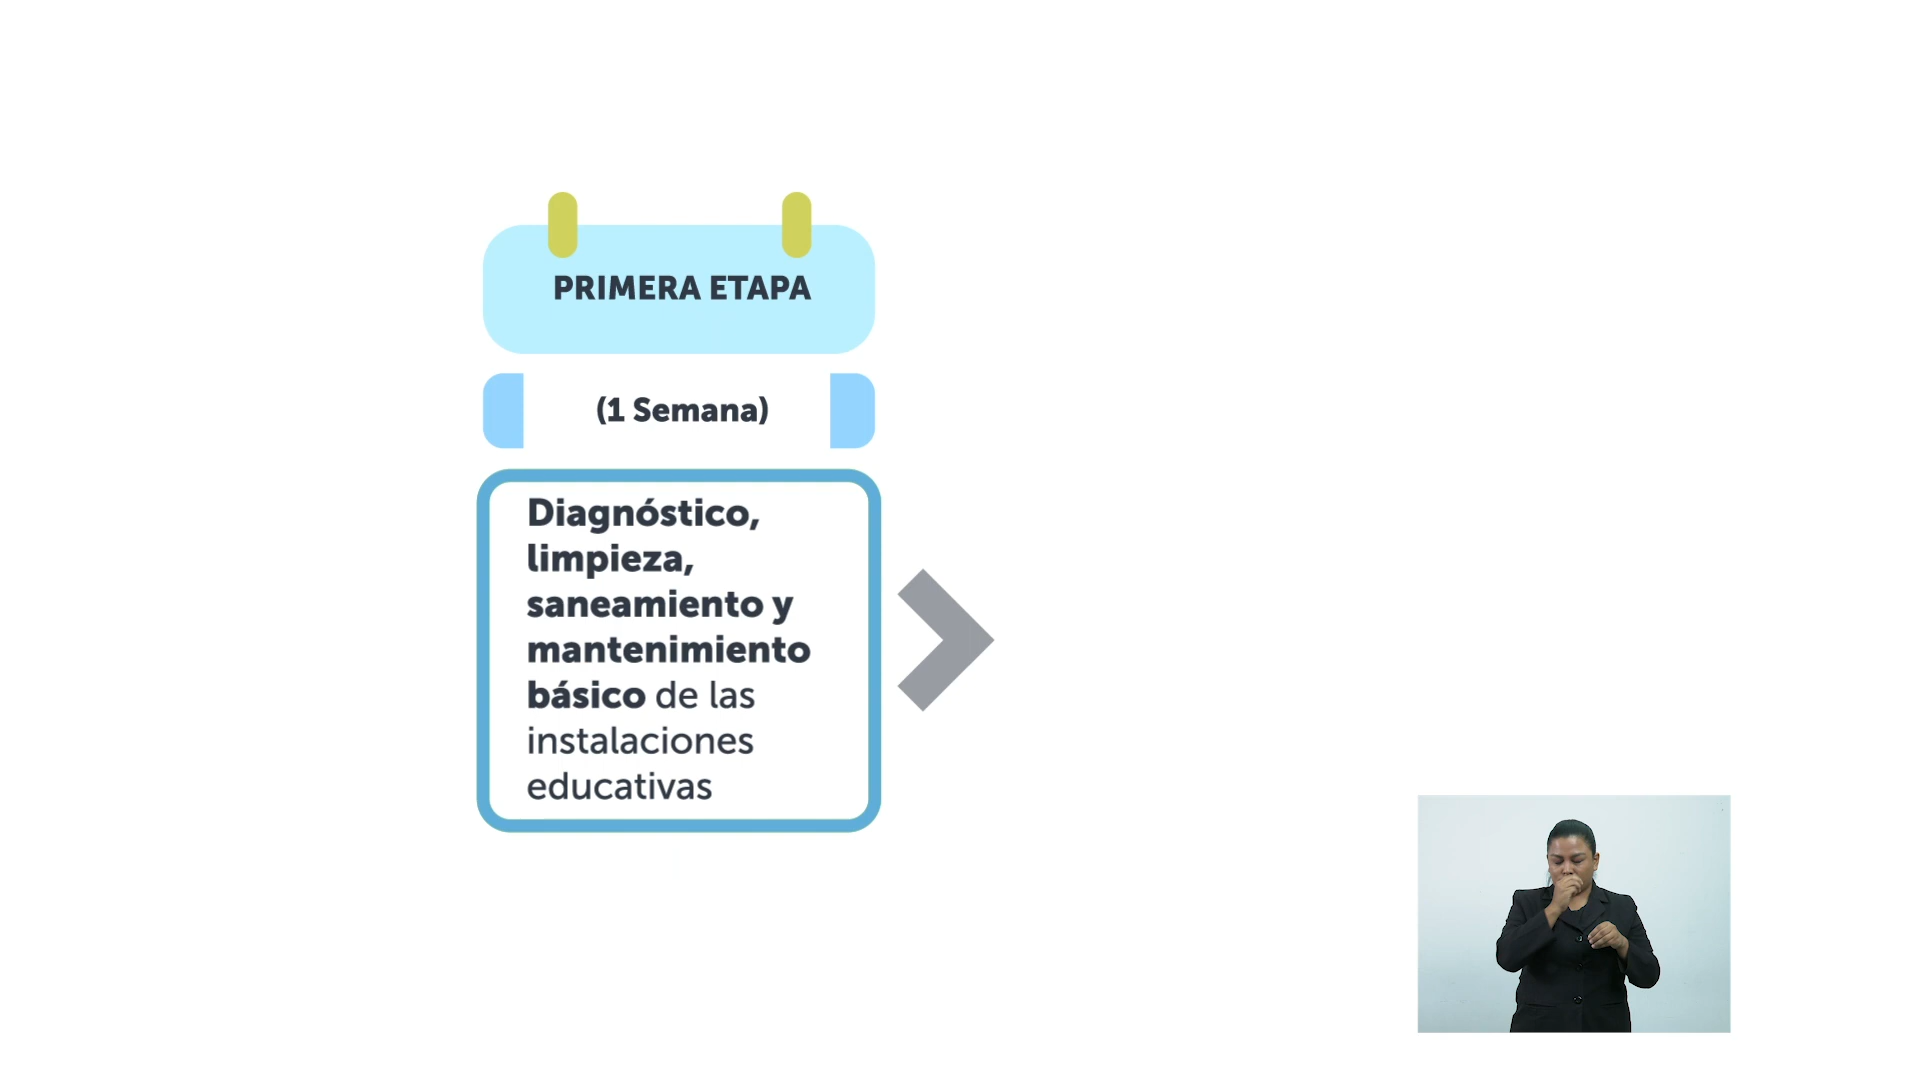 PRIMERA ETAPA
(1 Semana)
Diagnóstico,
limpieza,
saneamiento y
mantenimiento
básico de las
instalaciones
educativas